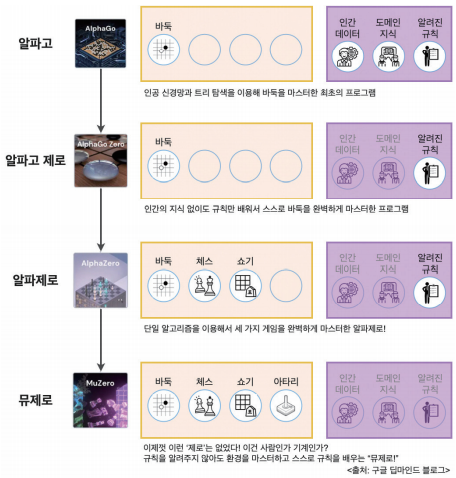 알파고
AlphaGo
바둑
인간 데이터
도메인 지식
알려진 규칙
인공 신경망과 트리 탐색을 이용해 바둑을 마스터한 최초의 프로그램
알파고 제로
AlphaGo Zero
바둑
인간 데이터
도메인 지식
알려진 규칙
인간의 지식 없이도 규칙만 배워서 스스로 바둑을 완벽하게 마스터한 프로그램
알파제로
AlphaZero
바둑
체스
쇼기
인간 데이터
도메인 지식
알려진 규칙
단일 알고리즘을 이용해서 세 가지 게임을 완벽하게 마스터한 알파제로!
뮤제로
MuZero
바둑
체스
쇼기
아타리
인간 데이터
도메인 지식
알려진 규칙
이제껏 이런 '제로'는 없었다! 이건 사람인가 기계인가?
규칙을 알려주지 않아도 환경을 마스터하고 스스로 규칙을 배우는 "뮤제로!"
<출처: 구글 딥마인드 블로그>